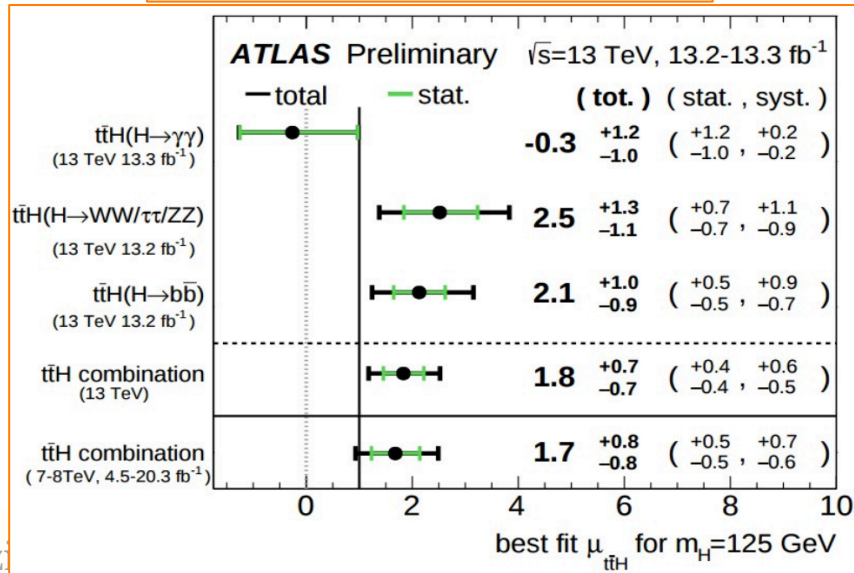 ATLAS Preliminary √s=13 TeV, 13.2-13.3 fb⁻¹
total stat. ( tot. ) ( stat. , syst. )
tt̄H(H→γγ)
(13 TeV 13.3 fb⁻¹)
-0.3 +1.2 −1.0 ( +1.2 −1.0 , +0.2 −0.2 )
tt̄H(H→WW/ττ/ZZ)
(13 TeV 13.2 fb⁻¹)
2.5 +1.3 −1.1 ( +0.7 −0.7 , +1.1 −0.9 )
tt̄H(H→bb̄)
(13 TeV 13.2 fb⁻¹)
2.1 +1.0 −0.9 ( +0.5 −0.5 , +0.9 −0.7 )
tt̄H combination
(13 TeV)
1.8 +0.7 −0.7 ( +0.4 −0.4 , +0.6 −0.5 )
tt̄H combination
( 7-8TeV, 4.5-20.3 fb⁻¹)
1.7 +0.8 −0.8 ( +0.5 −0.5 , +0.7 −0.6 )
0 2 4 6 8 10
best fit μtt̄H for mH=125 GeV